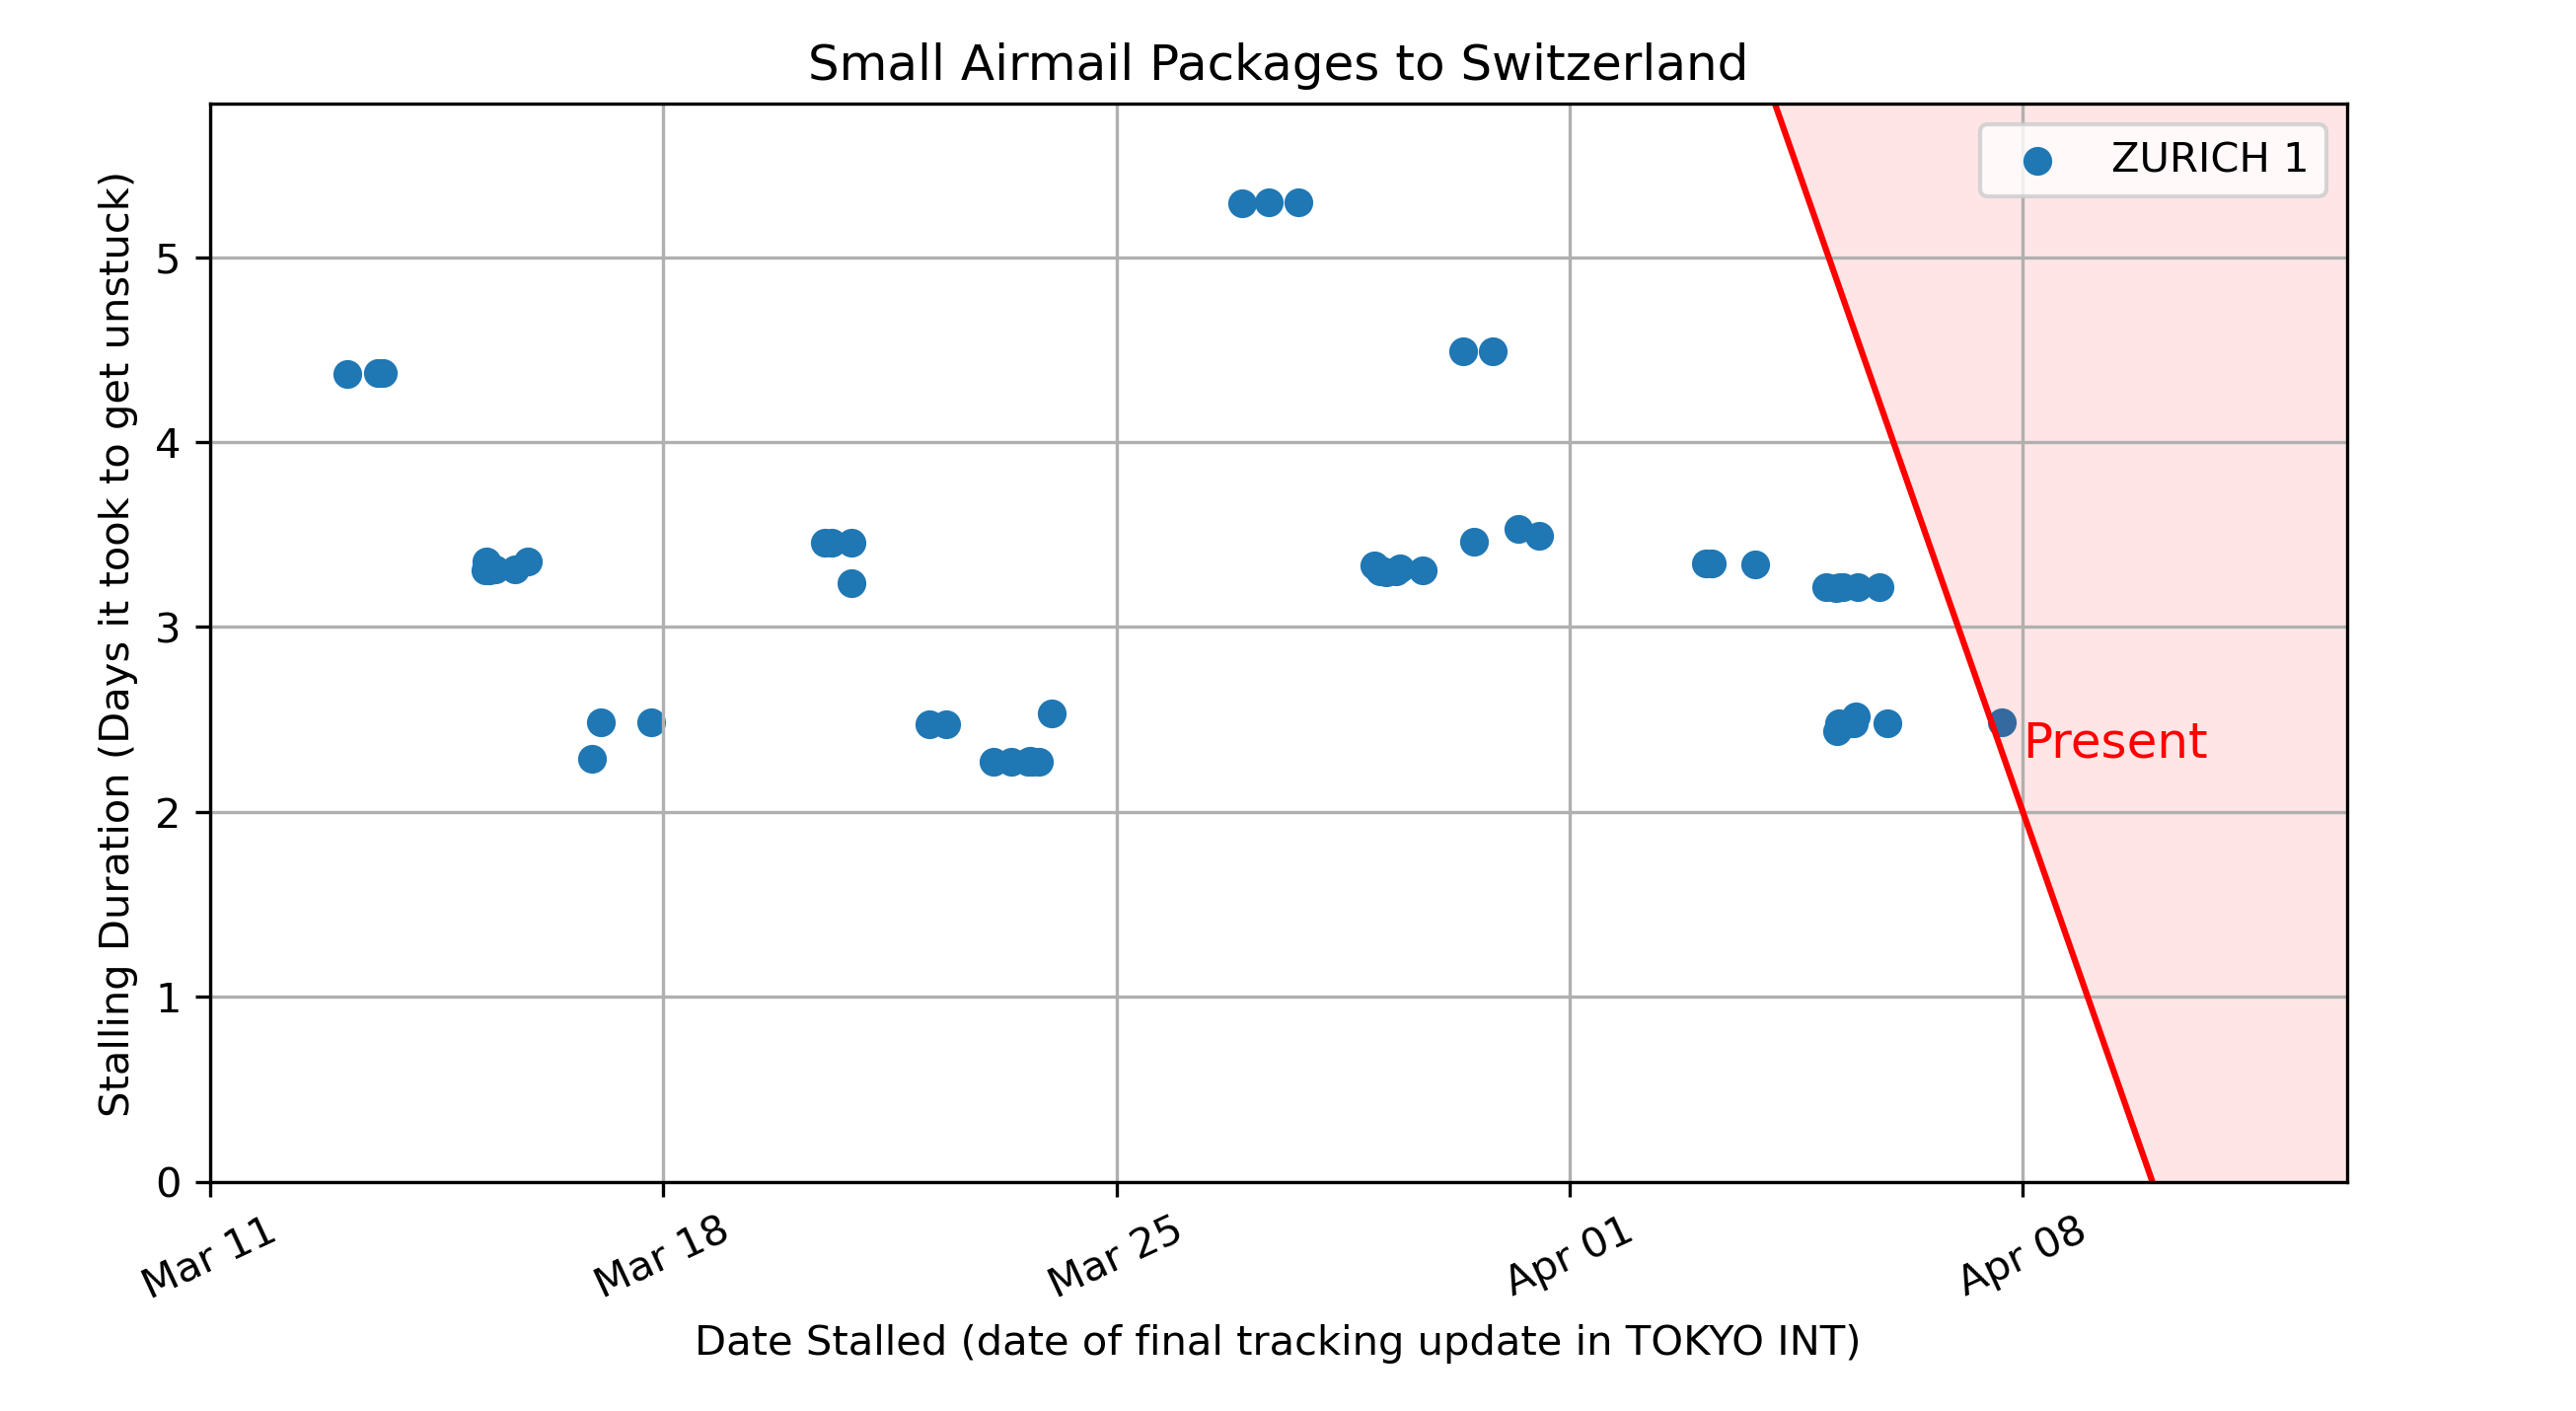 Small Airmail Packages to Switzerland
ZURICH 1
Stalling Duration (Days it took to get unstuck)
5
4
3
2
1
0
Present
Mar 11
Mar 18
Mar 25
Apr 01
Apr 08
Date Stalled (date of final tracking update in TOKYO INT)